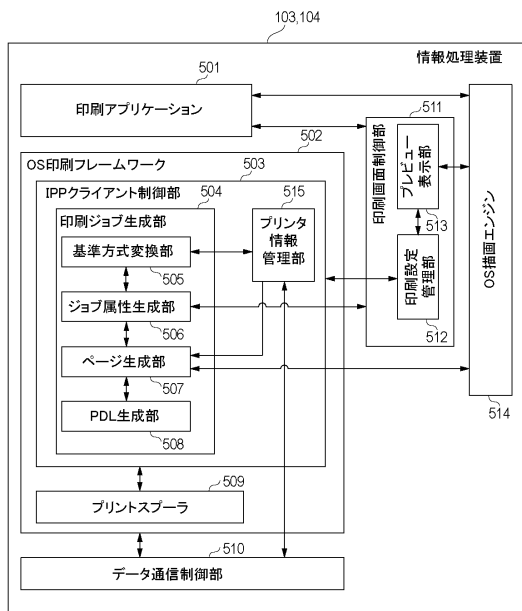 103,104
情報処理装置
501
印刷アプリケーション
502
OS印刷フレームワーク
503
IPPクライアント制御部
504
印刷ジョブ生成部
基準方式変換部
505
ジョブ属性生成部
506
ページ生成部
507
PDL生成部
508
515
プリンタ
情報
管理部
509
プリントスプーラ
510
データ通信制御部
511
印刷画面制御部
プレビュー
表示部
513
印刷設定
管理部
512
OS描画エンジン
514